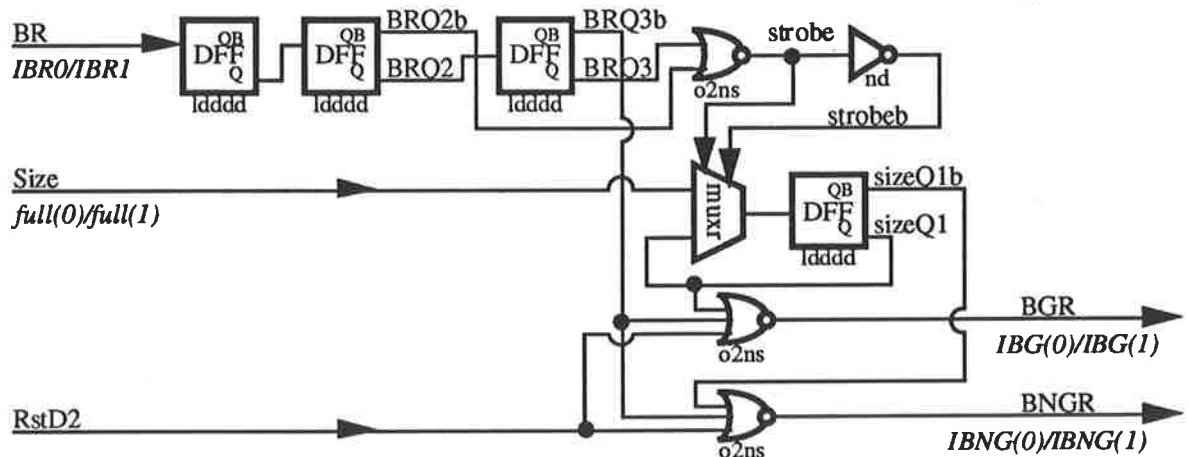 BR
IBR0/IBR1
QB
DFF
Q
ldddd
QB
DFF
Q
ldddd
BRQ2b
BRQ2
QB
DFF
Q
ldddd
BRQ3b
BRQ3
o2ns
strobe
nd
strobeb
Size
full(0)/full(1)
muxr
QB
DFF
Q
ldddd
sizeQ1b
sizeQ1
o2ns
BGR
IBG(0)/IBG(1)
RstD2
o2ns
BNGR
IBNG(0)/IBNG(1)